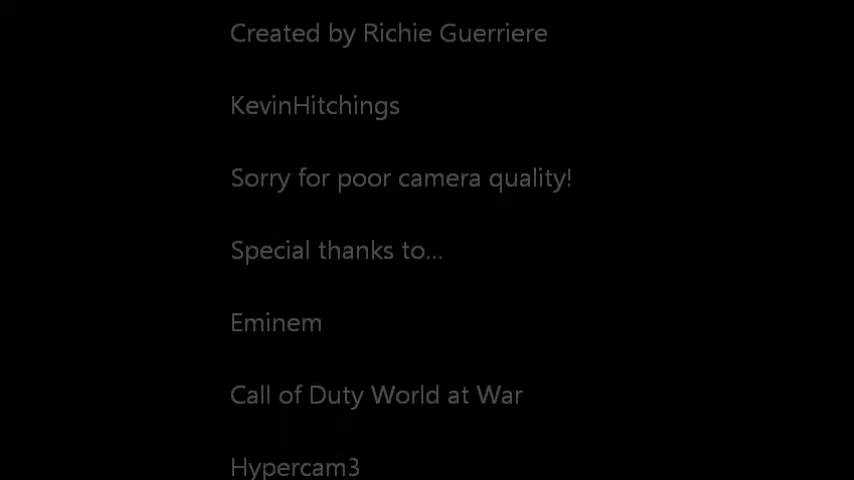 Created by Richie Guerriere
KevinHitchings
Sorry for poor camera quality!
Special thanks to...
Eminem
Call of Duty World at War
Hypercam3